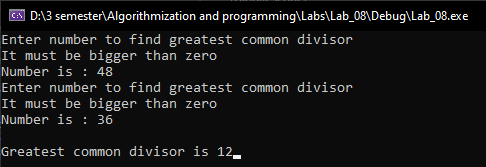 D:\3 semester\Algorithmization and programming\Labs\Lab_08\Debug\Lab_08.exe
Enter number to find greatest common divisor
It must be bigger than zero
Number is : 48
Enter number to find greatest common divisor
It must be bigger than zero
Number is : 36
Greatest common divisor is 12